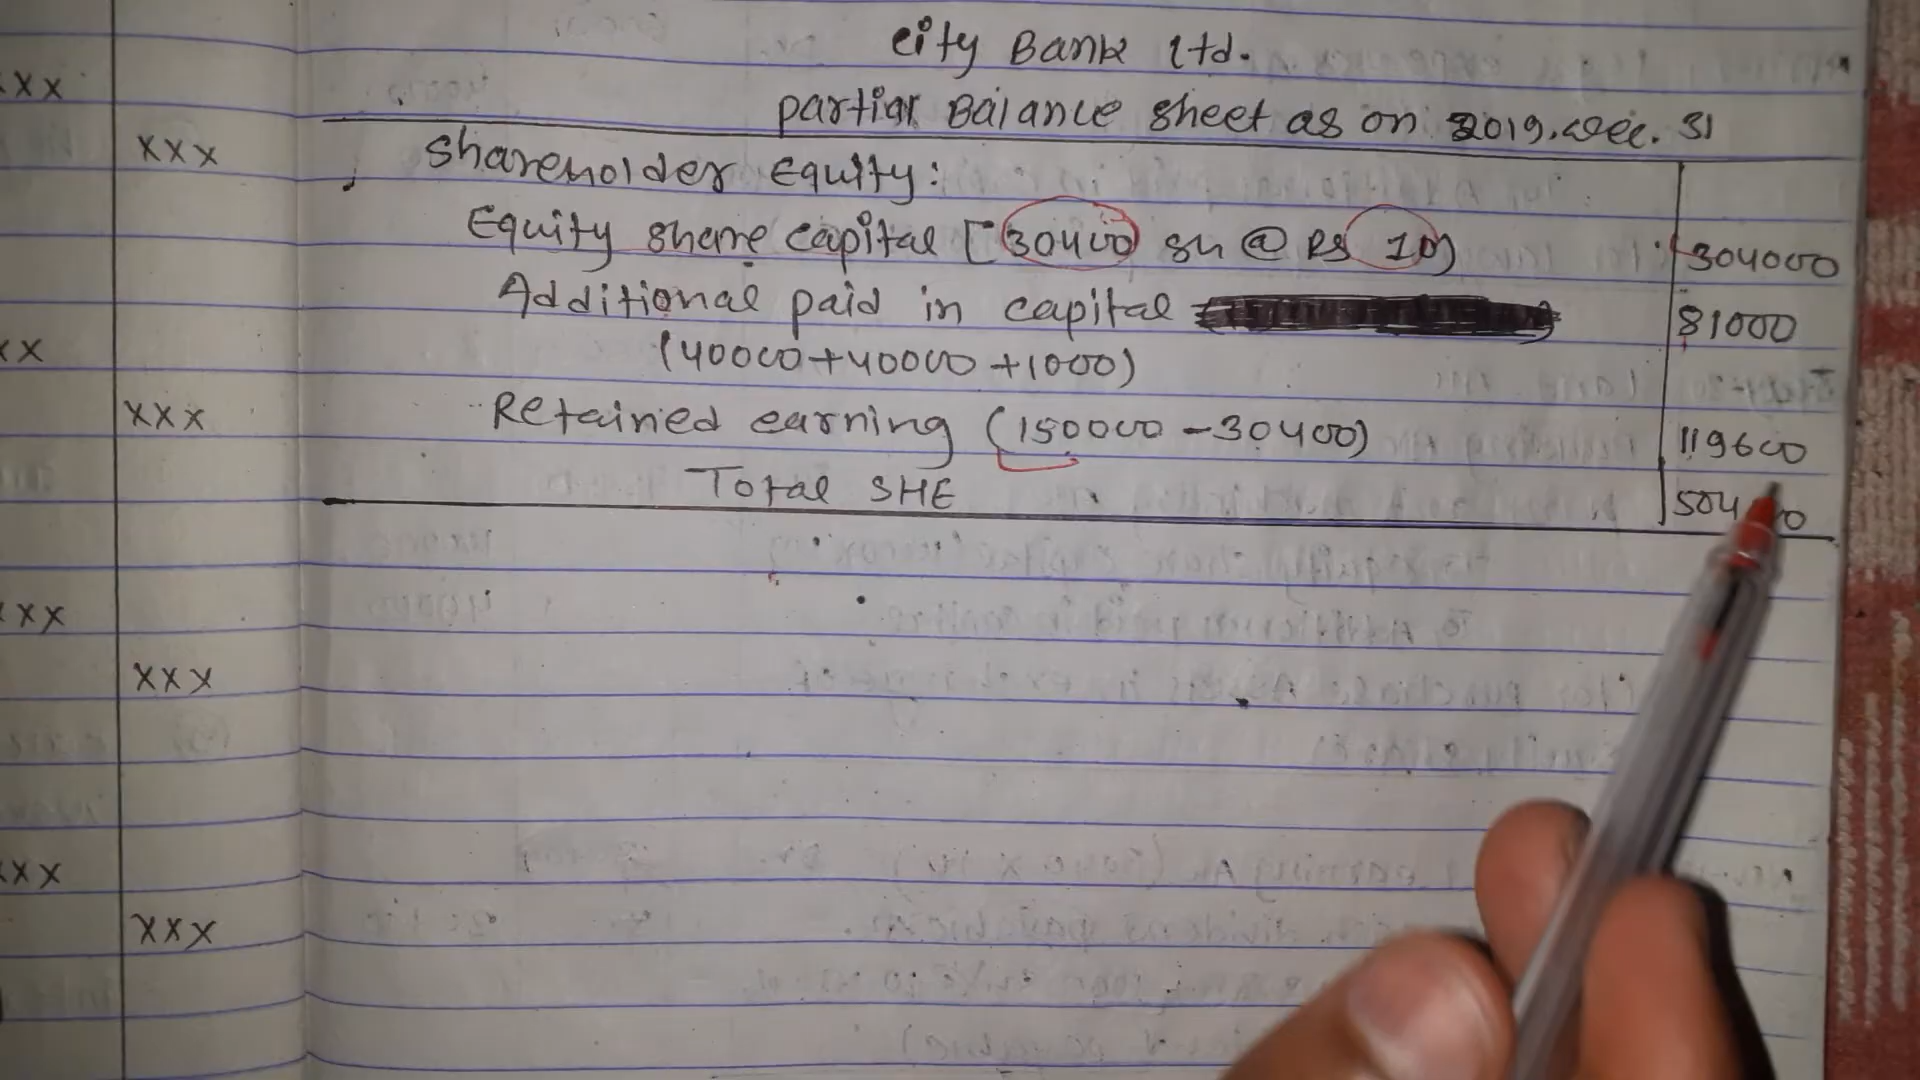 City Bank Ltd.
Partial Balance sheet as on 2019. Dec. 31
xx
xxx
Shareholder Equity:
Equity share capital [30400 sh @ Rs 10) 304000
Additional paid in capital 81000
(40000+40000+1000)
xx
xxx
Retained earning (150000-30400) 119600
Total SHE
xx
xxx
xx
xxx